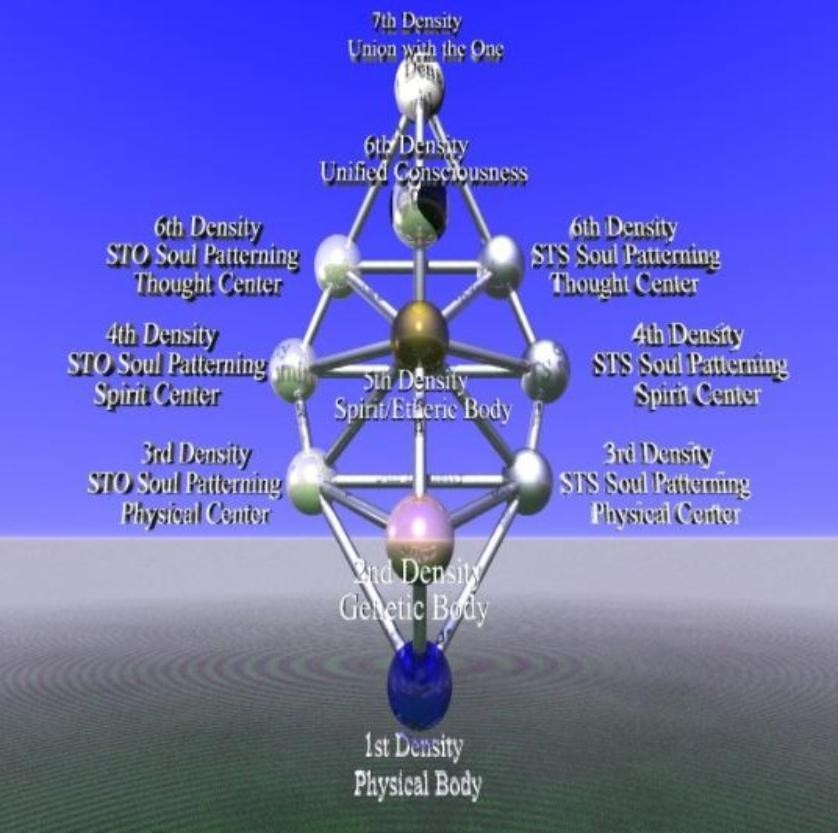 7th Density
Union with the One
6th Density
Unified Consciousness
6th Density
STO Soul Patterning
Thought Center
6th Density
STS Soul Patterning
Thought Center
4th Density
STO Soul Patterning
Spirit Center
4th Density
STS Soul Patterning
Spirit Center
5th Density
Spirit/Etheric Body
3rd Density
STO Soul Patterning
Physical Center
3rd Density
STS Soul Patterning
Physical Center
2nd Density
Genetic Body
1st Density
Physical Body